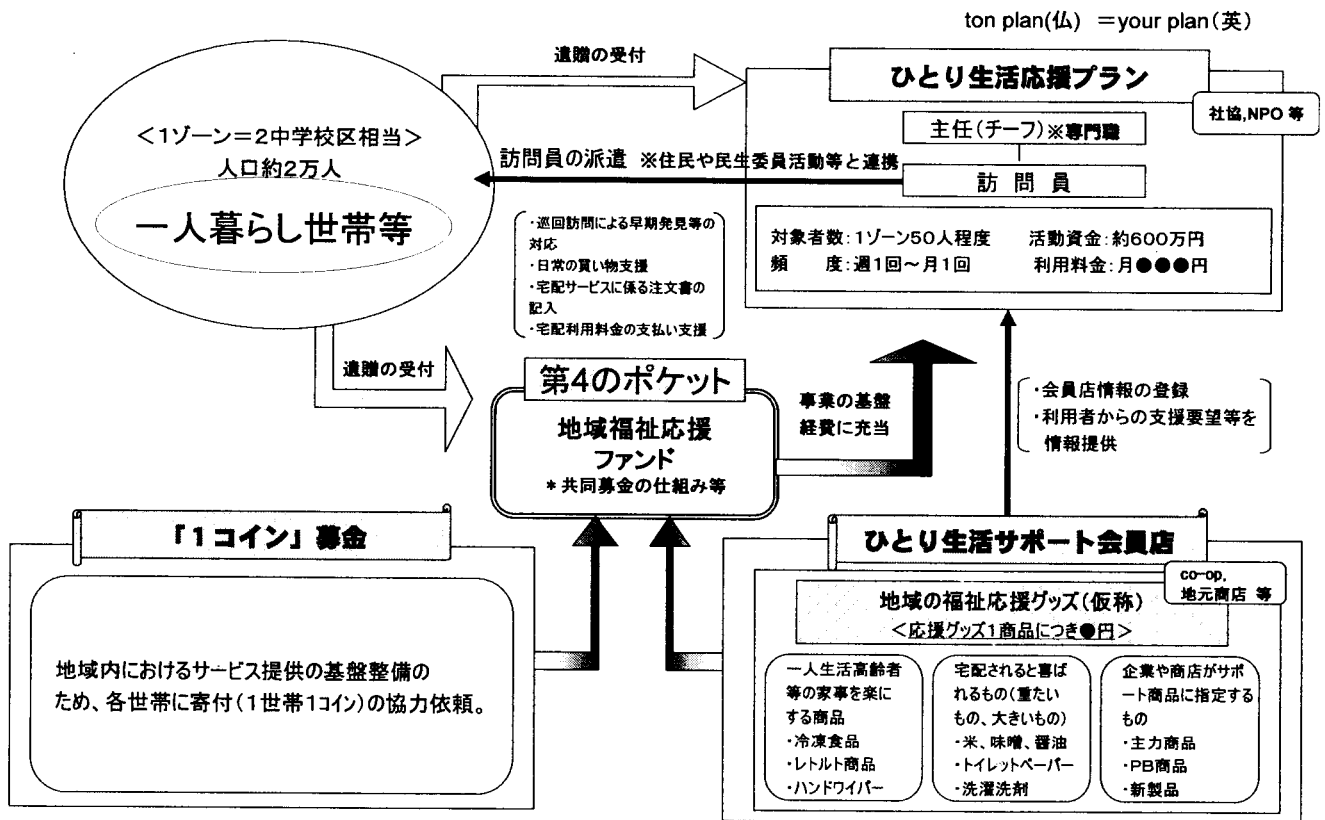 ton plan(仏) =your plan(英)
遺贈の受付
ひとり生活応援プラン
社協,NPO 等
主任(チーフ)※専門職
訪 問 員
<1ゾーン=2中学校区相当>
人口約2万人
一人暮らし世帯等
訪問員の派遣 ※住民や民生委員活動等と連携
・巡回訪問による早期発見等の
対応
・日常の買い物支援
・宅配サービスに係る注文書の
記入
・宅配利用料金の支払い支援
対象者数:1ゾーン50人程度 活動資金:約600万円
頻 度:週1回~月1回 利用料金:月●●●円
遺贈の受付
第4のポケット
地域福祉応援
ファンド
*共同募金の仕組み等
事業の基盤
経費に充当
・会員店情報の登録
・利用者からの支援要望等を
情報提供
「1コイン」募金
地域内におけるサービス提供の基盤整備の
ため、各世帯に寄付(1世帯1コイン)の協力依頼。
ひとり生活サポート会員店
co-op,
地元商店 等
地域の福祉応援グッズ(仮称)
<応援グッズ1商品につき●円>
一人生活高齢者
等の家事を楽に
する商品
・冷凍食品
・レトルト商品
・ハンドワイパー
宅配されると喜ば
れるもの(重たい
もの、大きいもの)
・米、味噌、醤油
・トイレットペーパー
・洗濯洗剤
企業や商店がサポ
ート商品に指定する
もの
・主力商品
・PB商品
・新製品